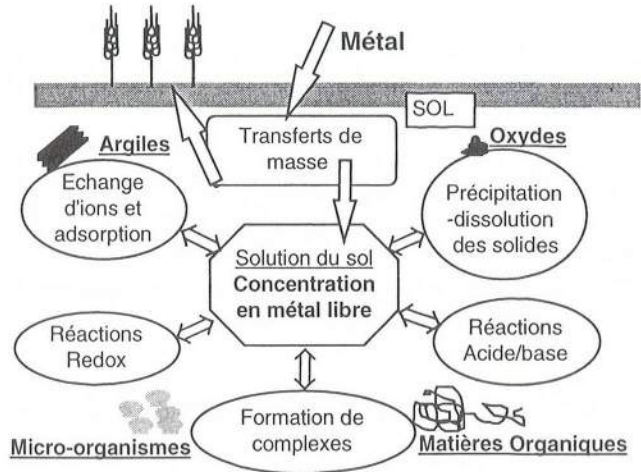 Métal
SOL
Transferts de
masse
Argiles
Echange
d'ions et
adsorption
Oxydes
Précipitation
-dissolution
des solides
Solution du sol
Concentration
en métal libre
Réactions
Redox
Réactions
Acide/base
Formation de
complexes
Micro-organismes
Matières Organiques